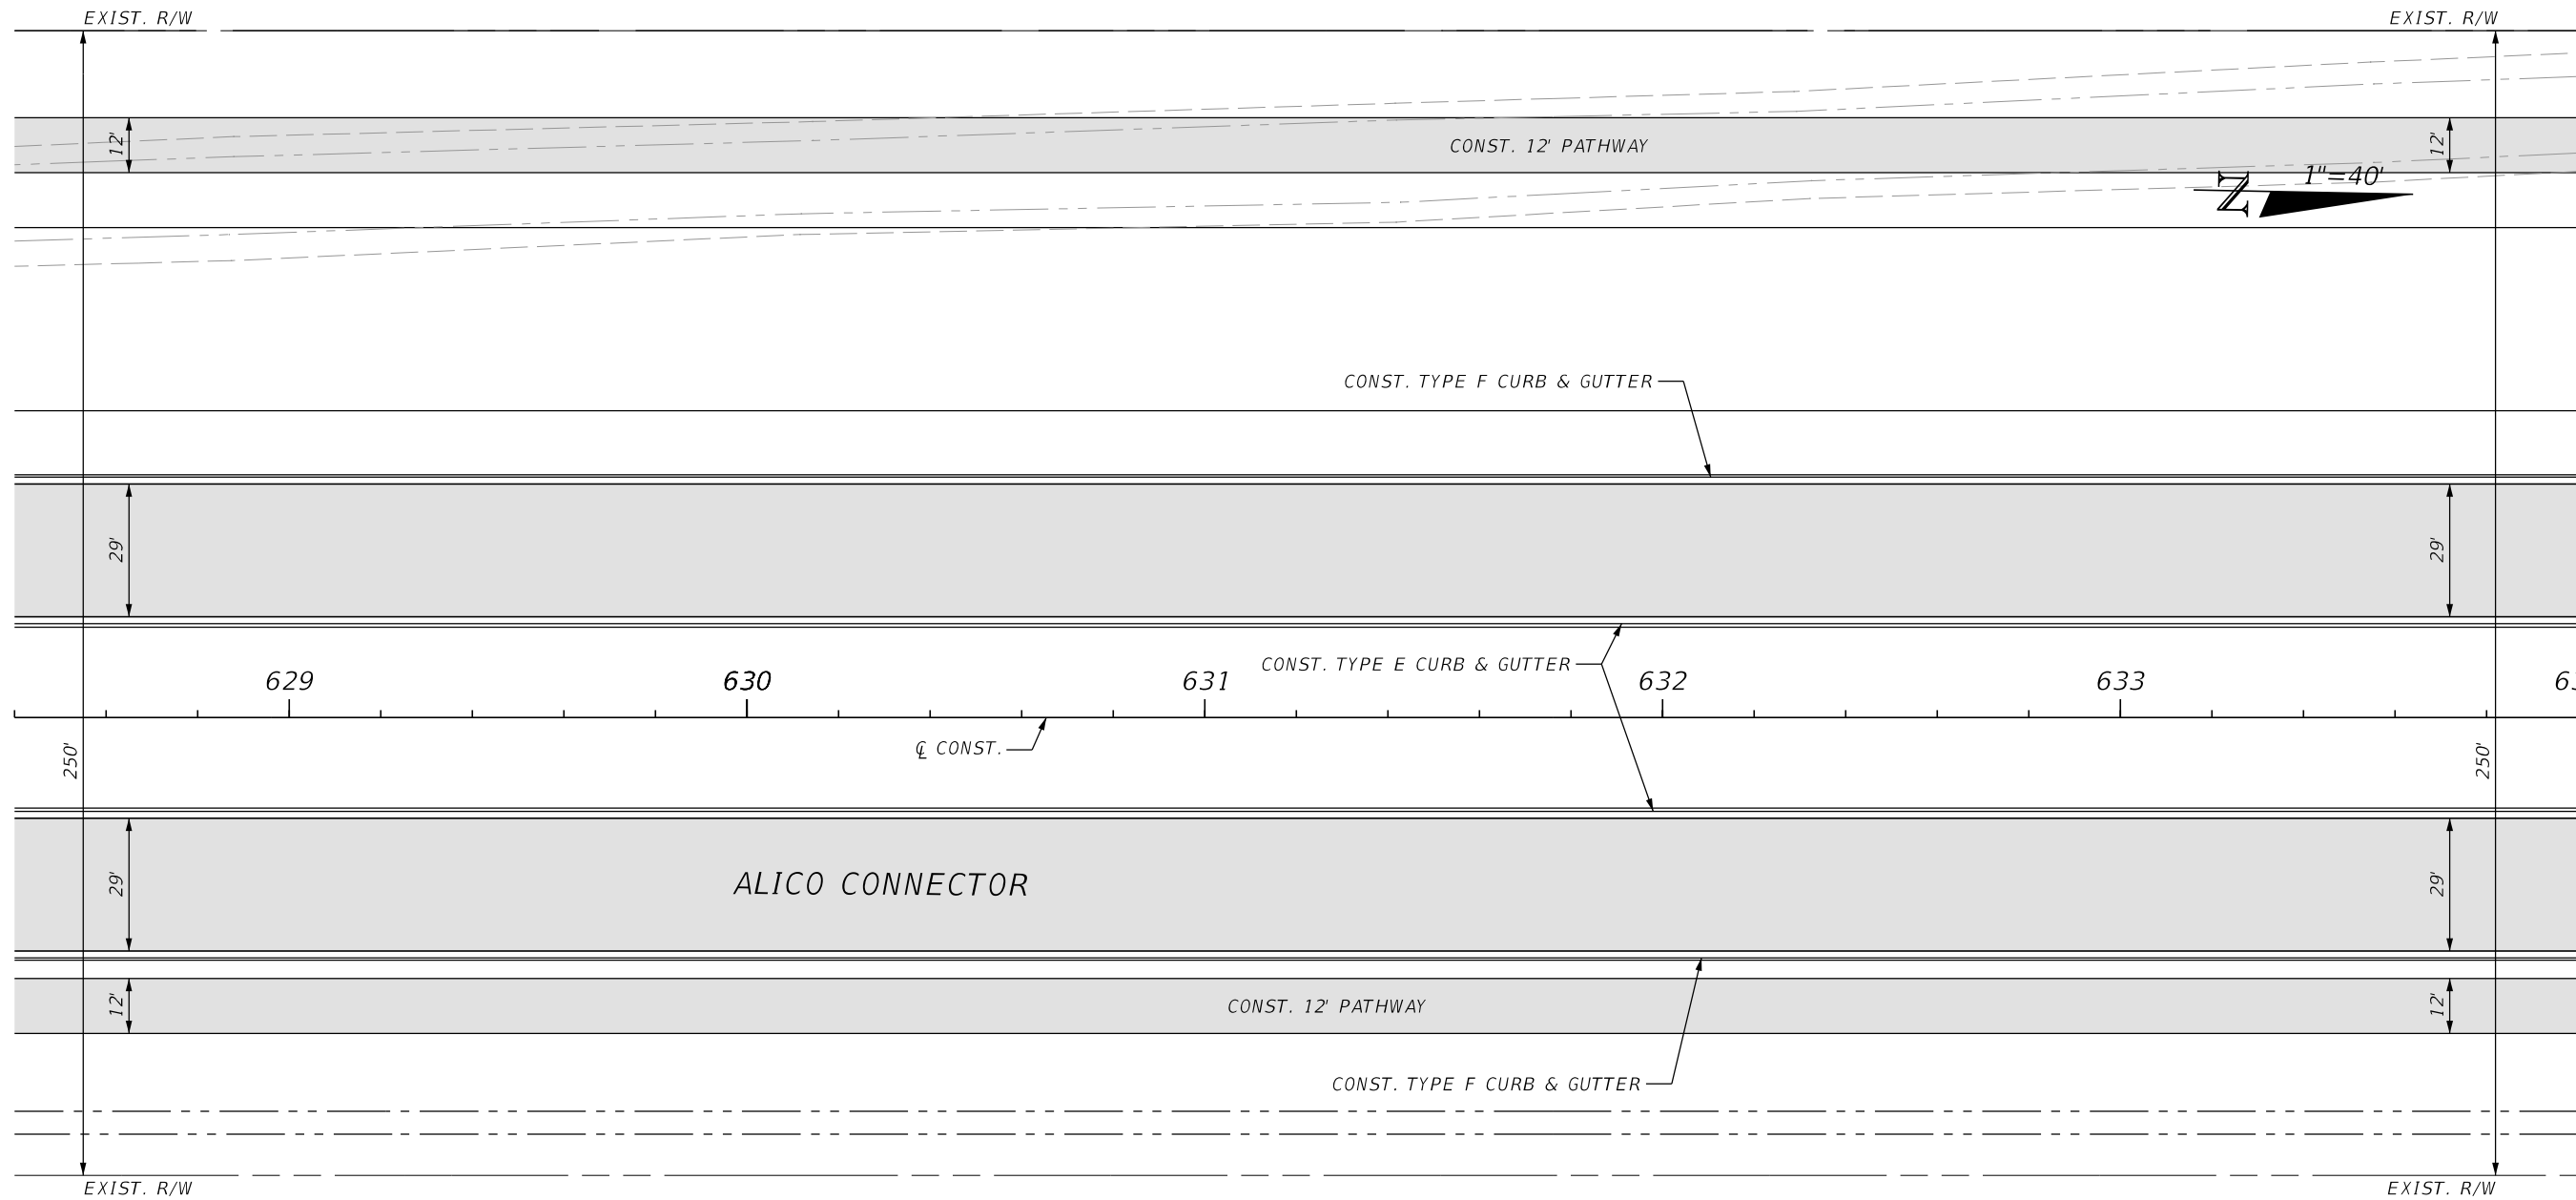 EXIST. R/W
EXIST. R/W
12'
CONST. 12' PATHWAY
12'
N
1"=40'
CONST. TYPE F CURB & GUTTER
29'
29'
CONST. TYPE E CURB & GUTTER
629
630
631
632
633
℄ CONST.
250'
250'
29'
ALICO CONNECTOR
29'
12'
CONST. 12' PATHWAY
12'
CONST. TYPE F CURB & GUTTER
EXIST. R/W
EXIST. R/W